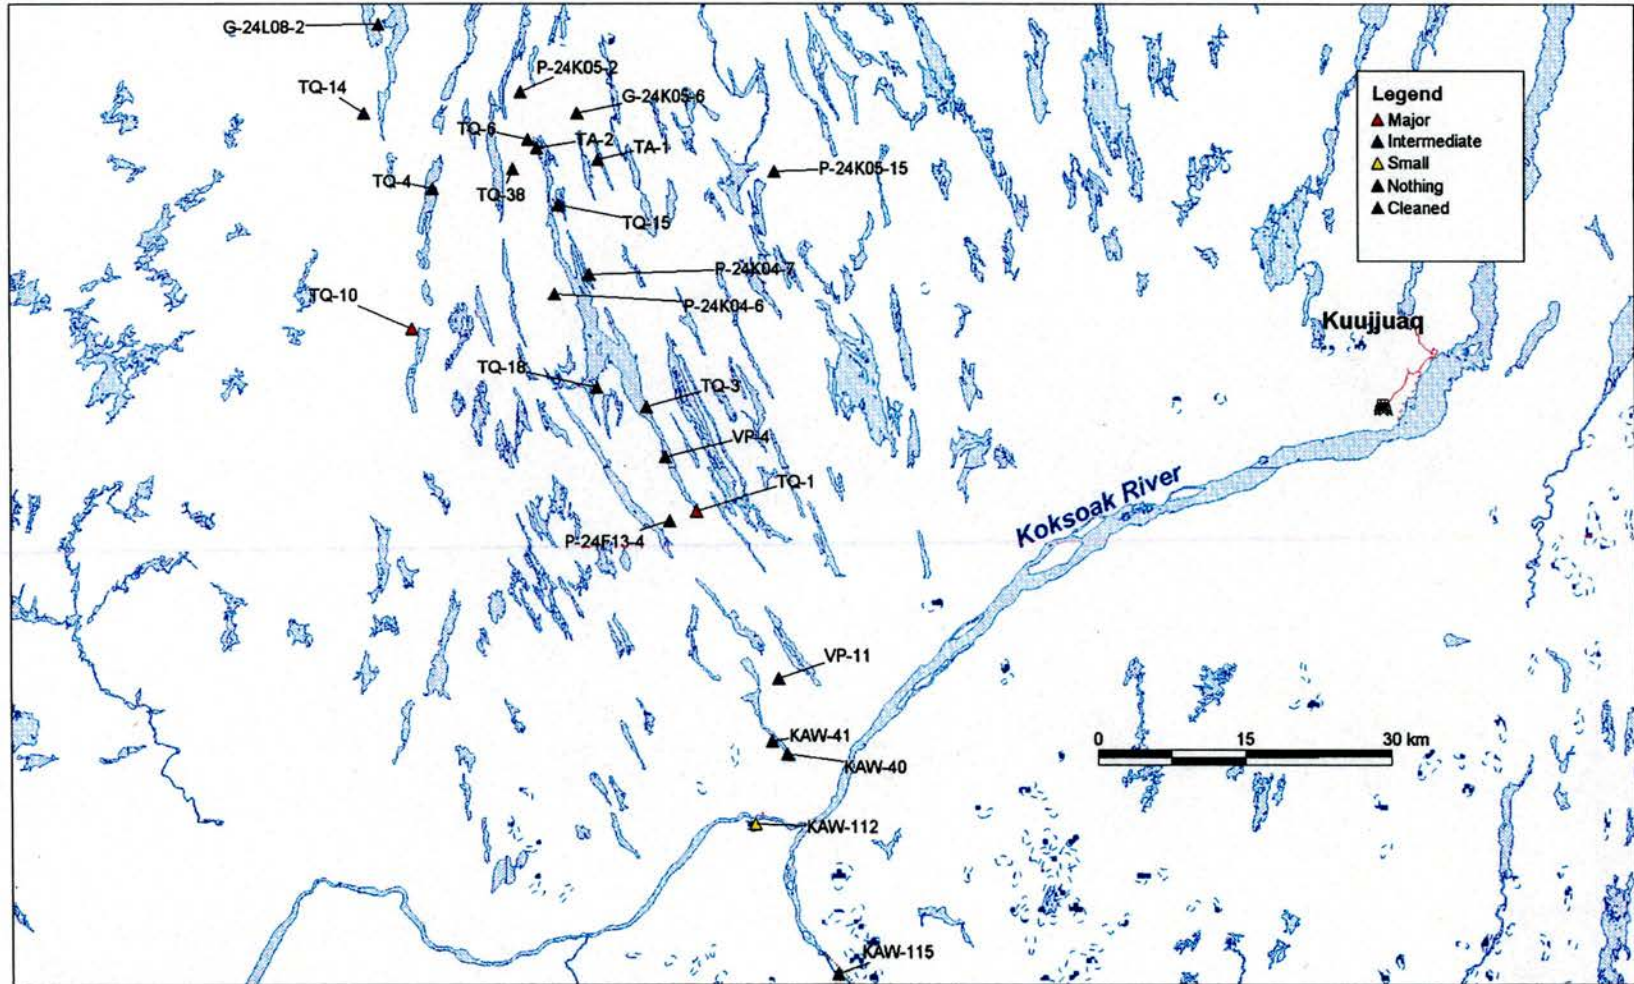 G-24L08-2
P-24K05-2
TQ-14
G-24K05-6
TQ-6
TA-2
TA-1
P-24K05-15
TQ-4
TQ-38
TQ-15
P-24K04-7
TQ-10
P-24K04-6
TQ-18
TQ-3
VP-4
TQ-1
P-24F13-4
VP-11
KAW-41
KAW-40
KAW-112
KAW-115
Legend
Major
Intermediate
Small
Nothing
Cleaned
Kuujjuaq
Koksoak River
0 15 30 km